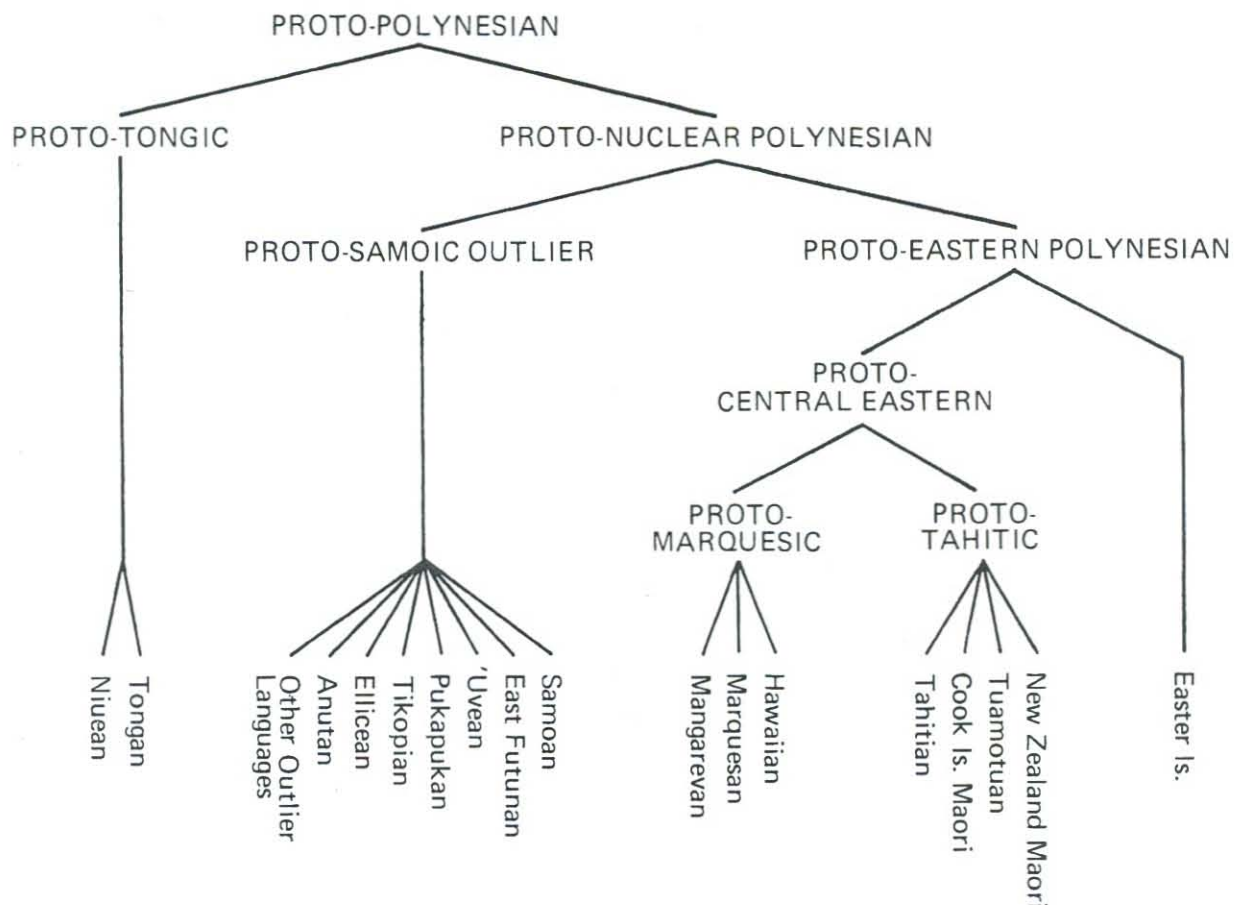 PROTO-POLYNESIAN
PROTO-TONGIC
PROTO-NUCLEAR POLYNESIAN
PROTO-SAMOIC OUTLIER
PROTO-EASTERN POLYNESIAN
PROTO-
CENTRAL EASTERN
PROTO-
MARQUESIC
PROTO-
TAHITIC
Niuean
Tongan
Other Outlier
Languages
Anutan
Ellicean
Tikopian
Pukapukan
'Uvean
East Futunan
Samoan
Mangarevan
Marquesan
Hawaiian
Tahitian
Cook Is. Maori
Tuamotuan
New Zealand Maori
Easter Is.